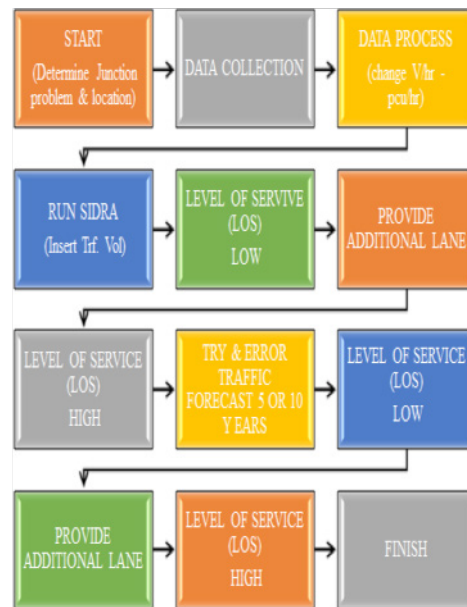 START
(Determine Junction
problem & location)
DATA COLLECTION
DATA PROCESS
(change V/hr -
pcu/hr)
RUN SIDRA
(Insert Trf. Vol)
LEVEL OF SERVIVE
(LOS)
LOW
PROVIDE
ADDITIONAL LANE
LEVEL OF SERVICE
(LOS)
HIGH
TRY & ERROR
TRAFFIC
FORECAST 5 OR 10
Y EARS
LEVEL OF SERVICE
(LOS)
LOW
PROVIDE
ADDITIONAL LANE
LEVEL OF SERVICE
(LOS)
HIGH
FINISH